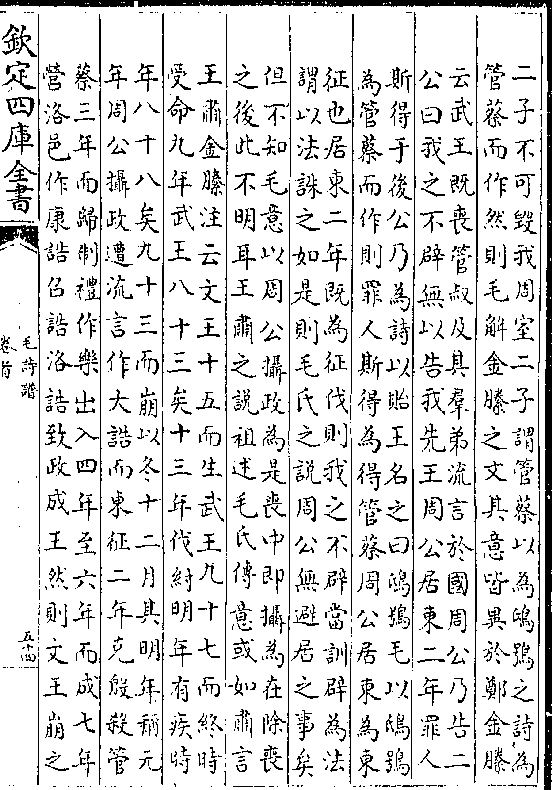 二子不可毀我周室二子謂管蔡以為鴟鴞之詩為
管蔡而作然則毛解金縢之文其意皆異於鄭金縢
云武王既喪管叔及其羣弟流言於國周公乃告二
公曰我之不辟無以告我先王周公居東二年罪人
斯得于後公乃為詩以貽王名之曰鴟鴞毛以鴟鴞
為管蔡而作則罪人斯得為得管蔡周公居東為東
征也居東二年既為征伐則我之不辟當訓辟為法
謂以法誅之如是則毛氏之説周公無避居之事矣
但不知毛意以周公攝政為是喪中即攝為在除喪
之後此不明耳王肅之説祖述毛氏傳意或如肅言
王肅金縢注云文王十五而生武王九十七而終時
受命九年武王八十三矣十三年伐紂明年有疾時
年八十八矣九十三而崩以冬十二月其明年稱元
年周公攝政遭流言作大誥而東征二年克殷殺管
蔡三年而歸制禮作樂出入四年至六年而成七年
營洛邑作康誥召誥洛誥致政成王然則文王崩之
欽定四庫全書
毛詩譜
卷首
五十四